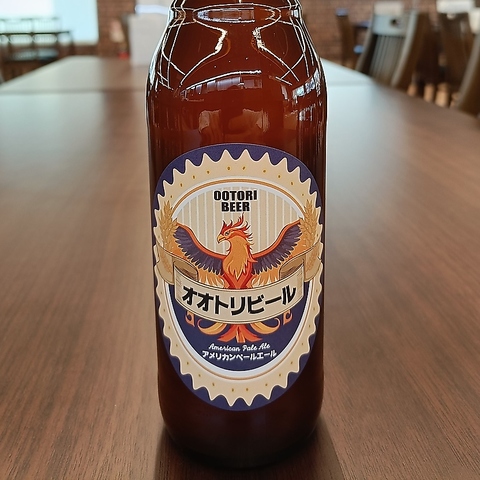 OOTORI
BEER
オオトリビール
American Pale Ale
アメリカンペールエール